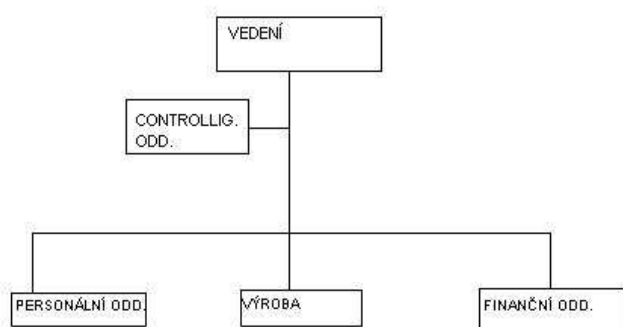 VEDENÍ
CONTROLLIG.
ODD.
PERSONÁLNÍ ODD.
VÝROBA
FINANČNÍ ODD.